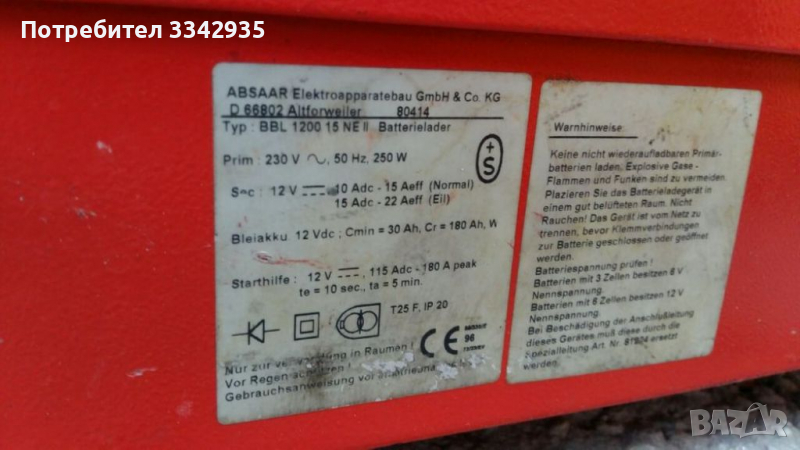 Потребител 3342935
ABSAAR Elektroapparatebau GmbH & Co. KG
D 66802 Altforweiler 80414
Typ: BBL 1200 15 NE II Batterielader
Prim : 230 V ~, 50 Hz, 250 W
+
S
Sec : 12 V 10 Adc - 15 Aeff (Normal)
15 Adc - 22 Aeff (Eil)
Bleiakku 12 Vdc ; Cmin = 30 Ah, Cr = 180 Ah, W
Starthilfe : 12 V 115 Adc - 180 A peak
te = 10 sec., ta = 5 min.
T25 F, IP 20
CE 96
Nur zur in Räumen !
Vor Regen
Gebrauchsanweisung vor
Warnhinweise:
Keine nicht wiederaufladbaren Primär-
batterien laden. Explosive Gase -
Flammen und Funken sind zu vermeiden.
Plazieren Sie das Batterieladegerät in
einem gut belüfteten Raum. Nicht
Rauchen! Das Gerät ist vom Netz zu
trennen, bevor Klemmverbindungen
zur Batterie geschlossen oder geöffnet
werden.
Batteriespannung prüfen !
Batterien mit 3 Zellen besitzen 6 V
Nennspannung.
Batterien mit 6 Zellen besitzen 12 V
Nennspannung.
Bei Beschädigung der Anschlußleitung
dieses Gerätes muß diese durch die
Spezialleitung Art. Nr. ersetzt
werden.
BAZAR